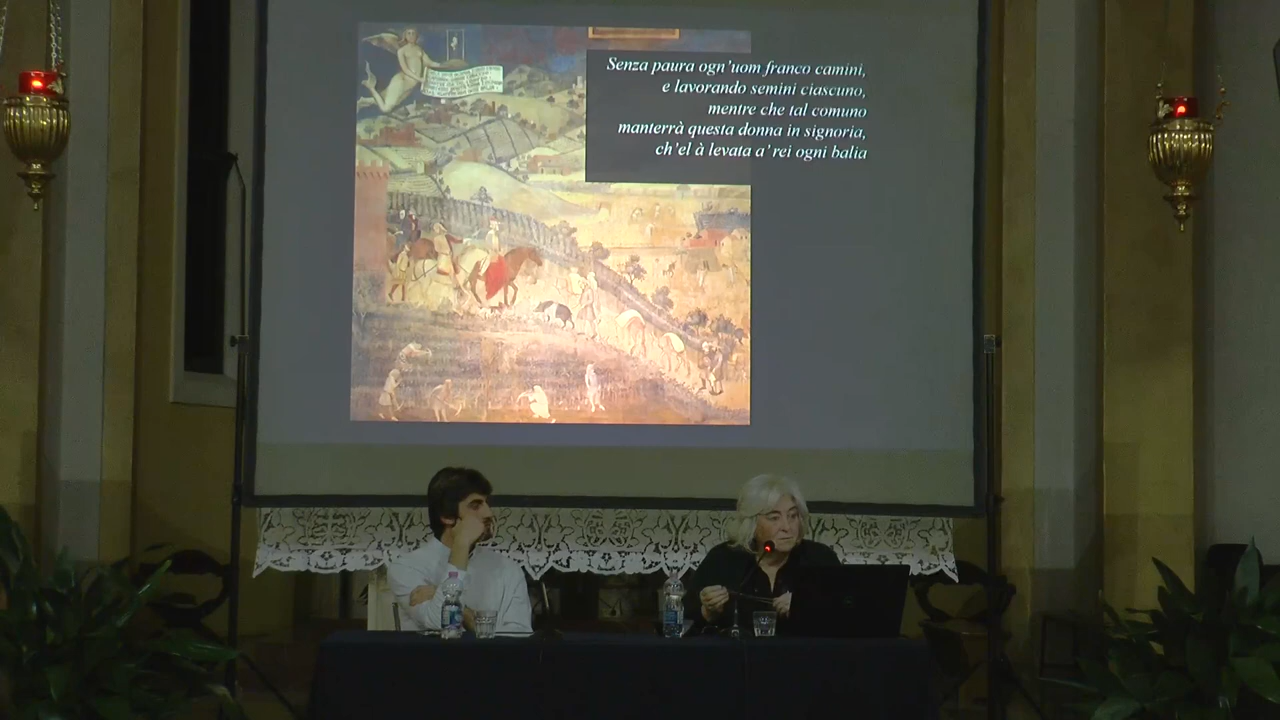 Senza paura ogn'uom franco camini,
e lavorando semini ciascuno,
mentre che tal comuno
manterrà questa donna in signoria,
ch'el à levata a' rei ogni balia